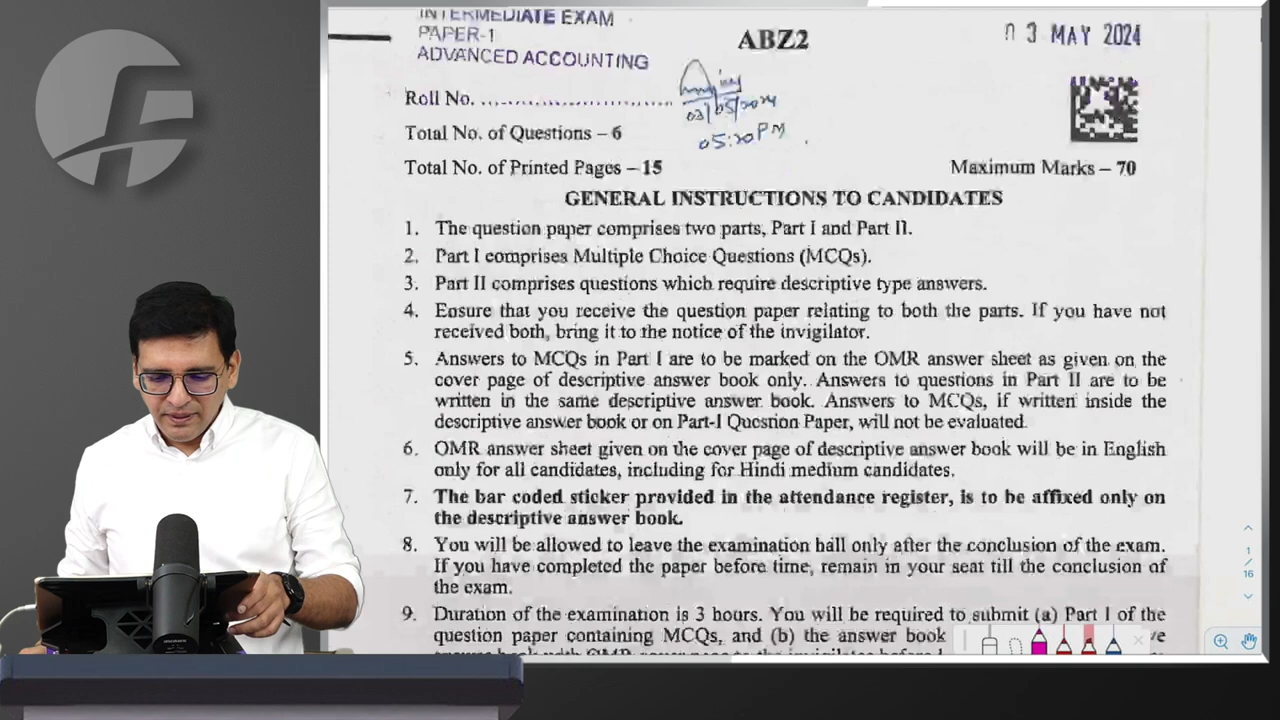 INTERMEDIATE EXAM
PAPER-1
ADVANCED ACCOUNTING
ABZ2
03 MAY 2024
Roll No. ................................
03/05/2024
05:20 PM
Total No. of Questions – 6
Total No. of Printed Pages – 15
Maximum Marks – 70
GENERAL INSTRUCTIONS TO CANDIDATES
1. The question paper comprises two parts, Part I and Part II.
2. Part I comprises Multiple Choice Questions (MCQs).
3. Part II comprises questions which require descriptive type answers.
4. Ensure that you receive the question paper relating to both the parts. If you have not
received both, bring it to the notice of the invigilator.
5. Answers to MCQs in Part I are to be marked on the OMR answer sheet as given on the
cover page of descriptive answer book only. Answers to questions in Part II are to be
written in the same descriptive answer book. Answers to MCQs, if written inside the
descriptive answer book or on Part-I Question Paper, will not be evaluated.
6. OMR answer sheet given on the cover page of descriptive answer book will be in English
only for all candidates, including for Hindi medium candidates.
7. The bar coded sticker provided in the attendance register, is to be affixed only on
the descriptive answer book.
8. You will be allowed to leave the examination hall only after the conclusion of the exam.
If you have completed the paper before time, remain in your seat till the conclusion of
the exam.
9. Duration of the examination is 3 hours. You will be required to submit (a) Part I of the
question paper containing MCQs, and (b) the answer book
1
/
16